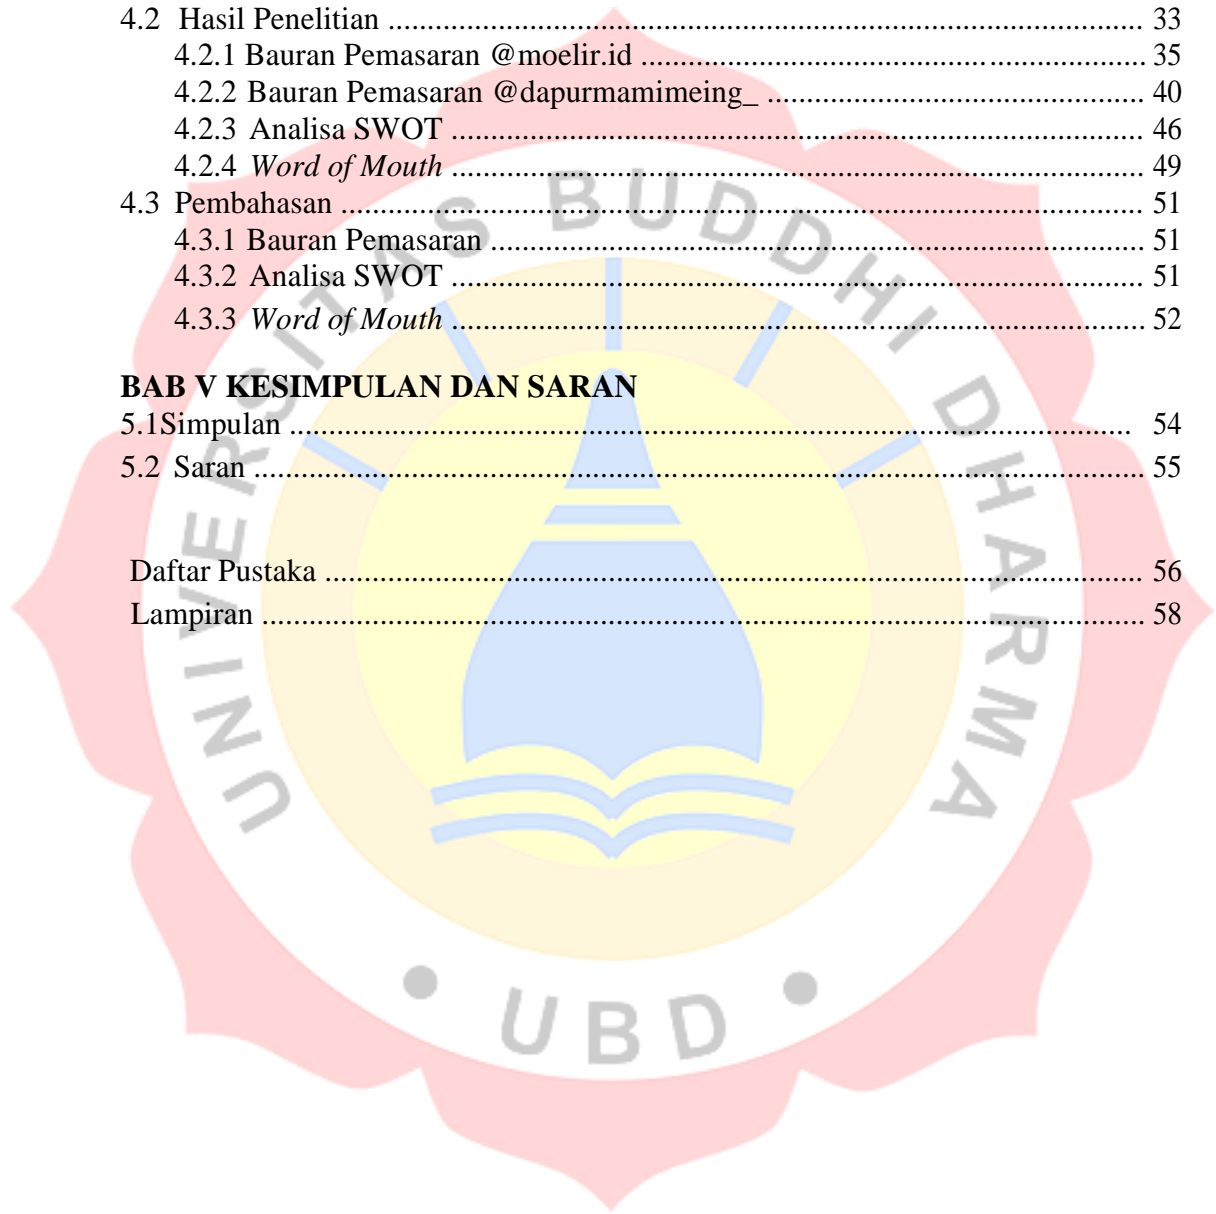 4.2 Hasil Penelitian ........................................................................................................ 33
4.2.1 Bauran Pemasaran @moelir.id ...................................................................... 35
4.2.2 Bauran Pemasaran @dapurmamimeing_ .................................................... 40
4.2.3 Analisa SWOT ................................................................................................ 46
4.2.4 Word of Mouth ................................................................................................ 49
4.3 Pembahasan ............................................................................................................... 51
4.3.1 Bauran Pemasaran ........................................................................................... 51
4.3.2 Analisa SWOT ................................................................................................ 51
4.3.3 Word of Mouth ................................................................................................ 52
BAB V KESIMPULAN DAN SARAN
5.1Simpulan .................................................................................................................... 54
5.2 Saran ........................................................................................................................... 55
Daftar Pustaka ................................................................................................................. 56
Lampiran .......................................................................................................................... 58
UNIVERSITAS BUDDHI DHARMA
• UBD •